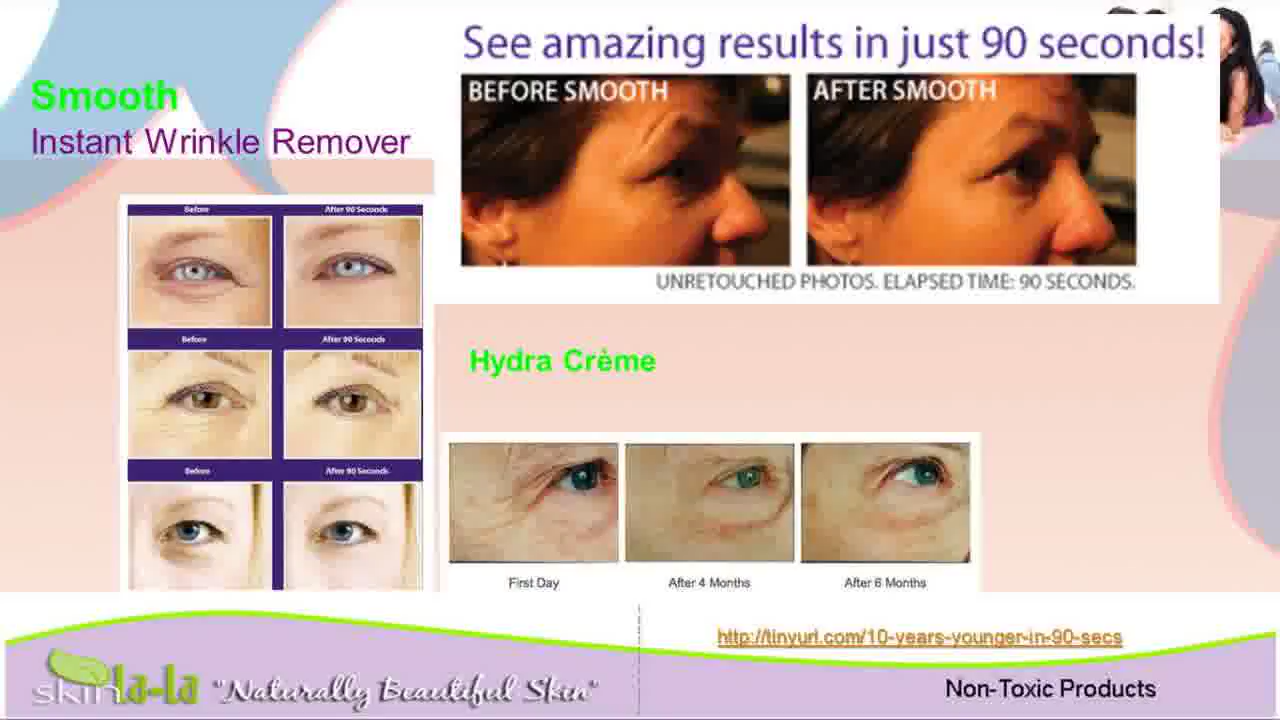 See amazing results in just 90 seconds!
Smooth
Instant Wrinkle Remover
BEFORE SMOOTH
AFTER SMOOTH
UNRETOUCHED PHOTOS. ELAPSED TIME: 90 SECONDS.
Before
After 90 Seconds
Before
After 90 Seconds
Before
After 90 Seconds
Hydra Crème
First Day
After 4 Months
After 6 Months
http://tinyurl.com/10-years-younger-in-90-secs
skin la-la "Naturally Beautiful Skin"
Non-Toxic Products